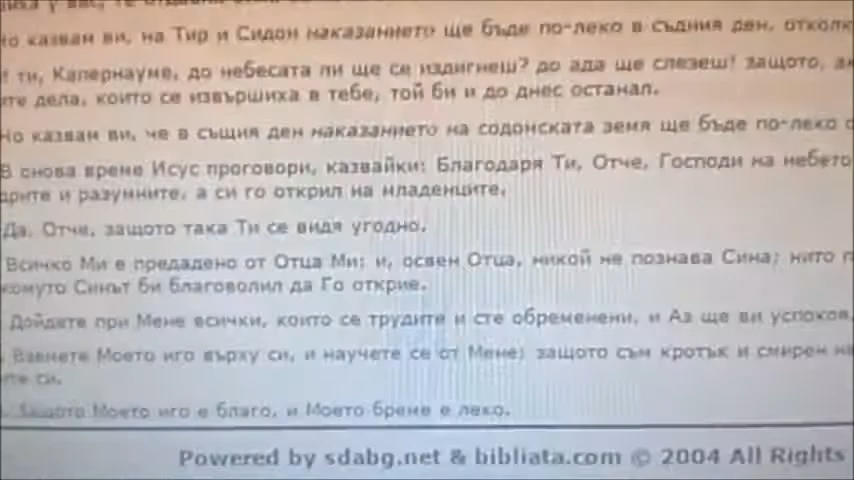 но казвам ви, на Тир и Сидон наказанието ще бъде по-леко в съдния ден, отколк
и ти, Капернауме, до небесата ли ще се издигнеш? до ада ще слезеш! защото, ак
ите дела, които се извършиха в тебе, той би и до днес останал.
Но казвам ви, че в същия ден наказанието на содонската земя ще бъде по-леко о
В онова време Исус проговори, казвайки: Благодаря Ти, Отче, Господи на небето
дрите и разумните, а си го открил на младенците.
Да, Отче, защото така Ти се видя угодно.
Всичко Ми е предадено от Отца Ми; и, освен Отца, никой не познава Сина; нито п
комуто Синът би благоволил да Го открие.
Дойдете при Мене всички, които се трудите и сте обременени, и Аз ще ви успокоя.
Вземете Моето иго върху си, и научете се от Мене; защото съм кротък и смирен на
ите си.
Защото Моето иго е благо, и Моето бреме е леко.
Powered by sdabg.net & bibliata.com © 2004 All Rights